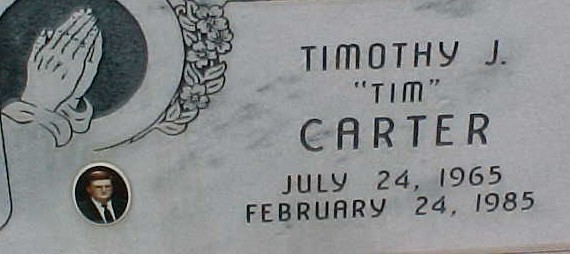 TIMOTHY J.
"TIM"
CARTER
JULY 24, 1965
FEBRUARY 24, 1985